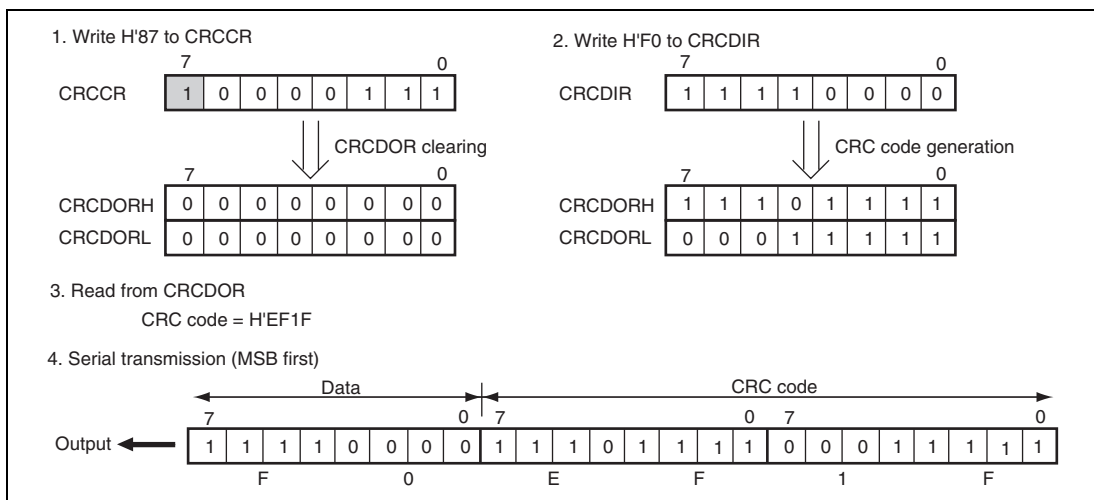 1. Write H'87 to CRCCR
7 0
CRCCR 1 0 0 0 0 1 1 1
CRCDOR clearing
7 0
CRCDORH 0 0 0 0 0 0 0 0
CRCDORL 0 0 0 0 0 0 0 0
2. Write H'F0 to CRCDIR
7 0
CRCDIR 1 1 1 1 0 0 0 0
CRC code generation
7 0
CRCDORH 1 1 1 0 1 1 1 1
CRCDORL 0 0 0 1 1 1 1 1
3. Read from CRCDOR
CRC code = H'EF1F
4. Serial transmission (MSB first)
Data CRC code
7 0 7 0 7 0
Output 1 1 1 1 0 0 0 0 1 1 1 0 1 1 1 1 0 0 0 1 1 1 1 1
F 0 E F 1 F